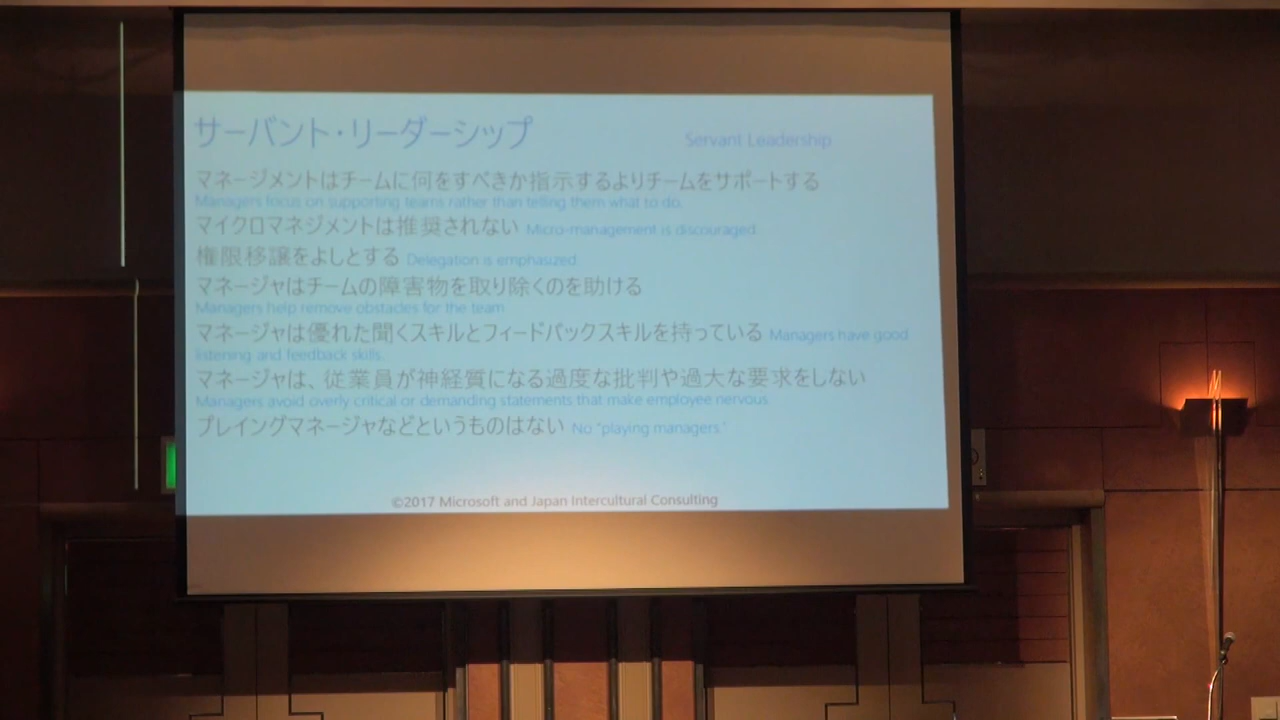 サーバント・リーダーシップ Servant Leadership
マネージメントはチームに何をすべきか指示するよりチームをサポートする
Managers focus on supporting teams rather than telling them what to do.
マイクロマネジメントは推奨されない Micro-management is discouraged.
権限移譲をよしとする Delegation is emphasized.
マネージャはチームの障害物を取り除くのを助ける
Managers help remove obstacles for the team
マネージャは優れた聞くスキルとフィードバックスキルを持っている Managers have good
listening and feedback skills.
マネージャは、従業員が神経質になる過度な批判や過大な要求をしない
Managers avoid overly critical or demanding statements that make employee nervous
プレイングマネージャなどというものはない No "playing managers."
©2017 Microsoft and Japan Intercultural Consulting